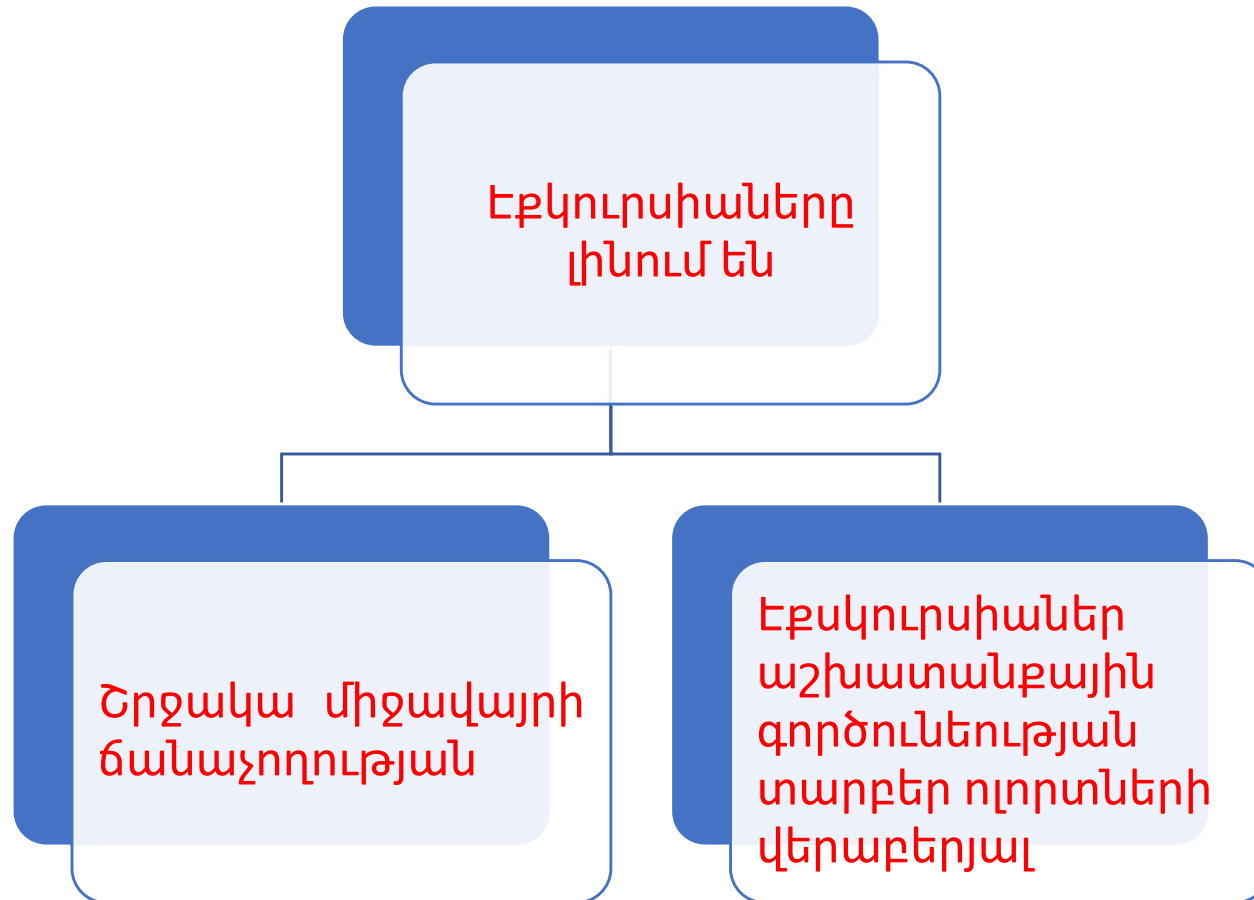 Էքկուրսիաները
լինում են
Շրջակա միջավայրի
ճանաչողության
Էքսկուրսիաներ
աշխատանքային
գործունեության
տարբեր ոլորտների
վերաբերյալ